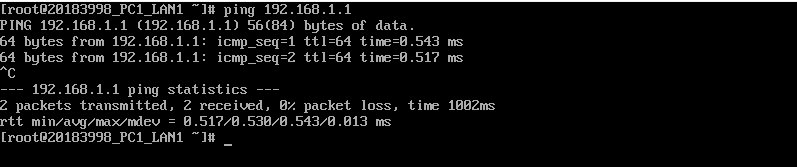 [root@20183998_PC1_LAN1 ~]# ping 192.168.1.1
PING 192.168.1.1 (192.168.1.1) 56(84) bytes of data.
64 bytes from 192.168.1.1: icmp_seq=1 ttl=64 time=0.543 ms
64 bytes from 192.168.1.1: icmp_seq=2 ttl=64 time=0.517 ms
^C
--- 192.168.1.1 ping statistics ---
2 packets transmitted, 2 received, 0% packet loss, time 1002ms
rtt min/avg/max/mdev = 0.517/0.530/0.543/0.013 ms
[root@20183998_PC1_LAN1 ~]# _